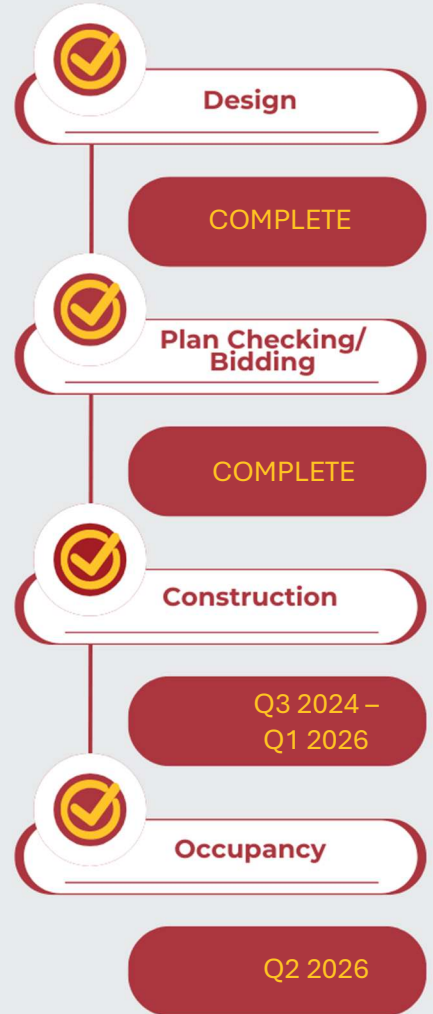 Design
COMPLETE
Plan Checking/
Bidding
COMPLETE
Construction
Q3 2024 –
Q1 2026
Occupancy
Q2 2026